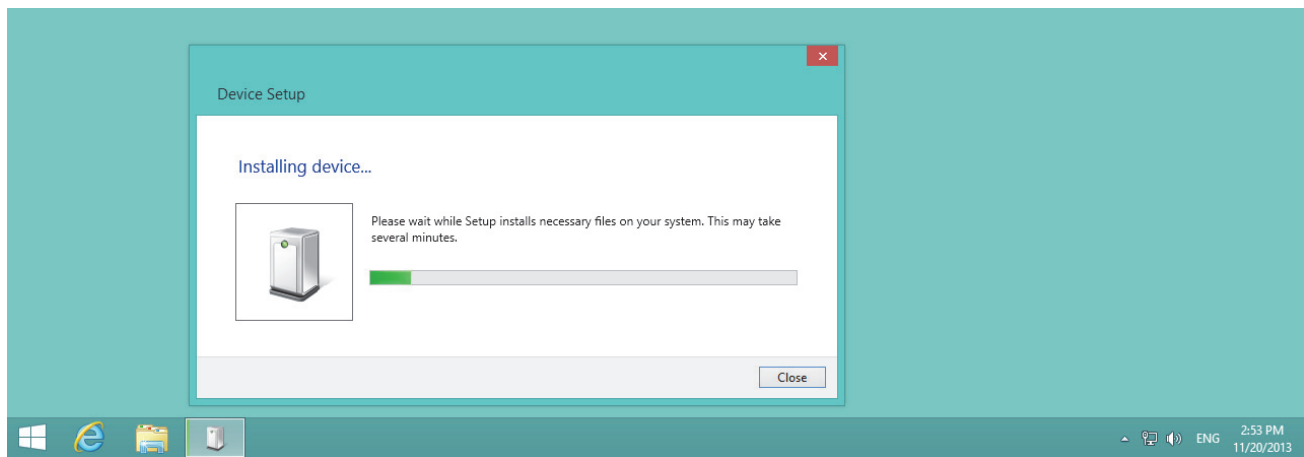 Device Setup
Installing device...
Please wait while Setup installs necessary files on your system. This may take
several minutes.
Close
ENG
2:53 PM
11/20/2013